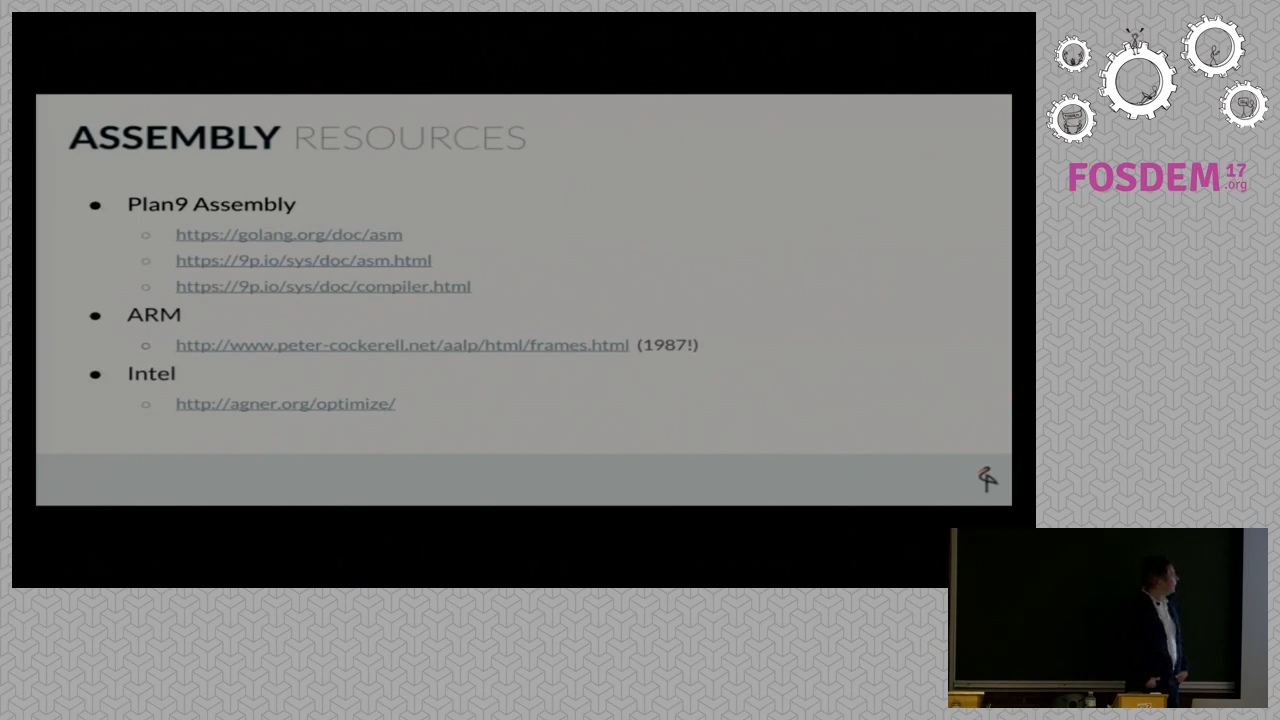 ASSEMBLY RESOURCES
Plan9 Assembly
https://golang.org/doc/asm
https://9p.io/sys/doc/asm.html
https://9p.io/sys/doc/compiler.html
ARM
http://www.peter-cockerell.net/aalp/html/frames.html (1987!)
Intel
http://agner.org/optimize/
FOSDEM 17
.org